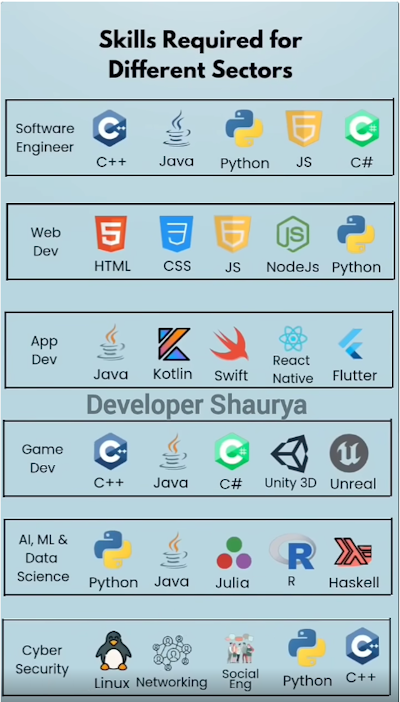 Skills Required for
Different Sectors
Software
Engineer
C++ Java Python JS C#
Web
Dev
HTML CSS JS NodeJs Python
App
Dev
Java Kotlin Swift React
Native Flutter
Developer Shaurya
Game
Dev
C++ Java C# Unity 3D Unreal
AI, ML &
Data
Science
Python Java Julia R Haskell
Cyber
Security
Linux Networking Social
Eng Python C++